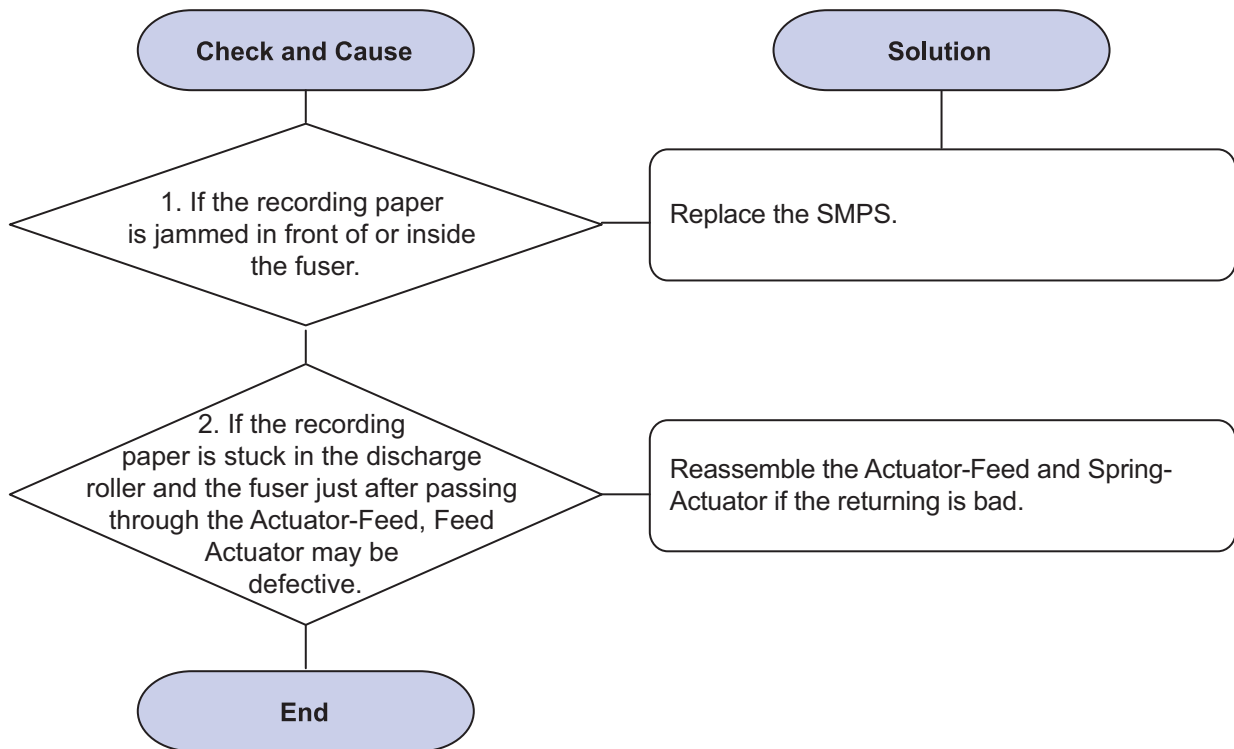 Check and Cause
Solution
1. If the recording paper
is jammed in front of or inside
the fuser.
Replace the SMPS.
2. If the recording
paper is stuck in the discharge
roller and the fuser just after passing
through the Actuator-Feed, Feed
Actuator may be
defective.
Reassemble the Actuator-Feed and Spring-
Actuator if the returning is bad.
End